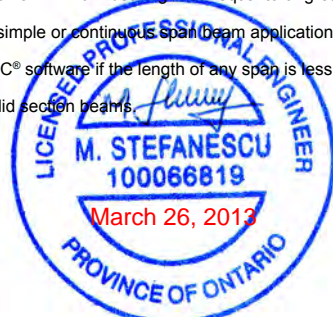 simple or continuous span beam application
C® software if the length of any span is less
lid section beams.
LICENSED PROFESSIONAL ENGINEER
M. STEFANESCU
100066819
March 26, 2013
PROVINCE OF ONTARIO